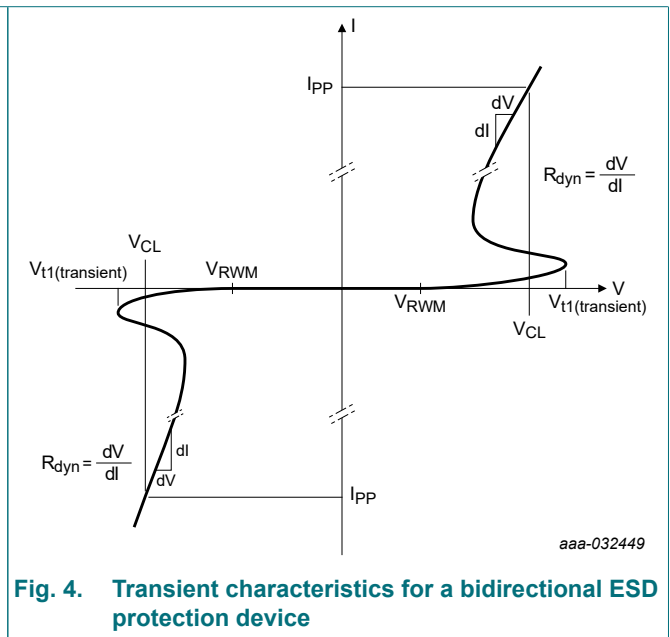 I
IPP
dV
dI
Rdyn = dV
dI
VCL
Vt1(transient)
VRWM
V
VRWM
Vt1(transient)
VCL
Rdyn = dV
dI
dI
dV
IPP
aaa-032449
Fig. 4. Transient characteristics for a bidirectional ESD
protection device